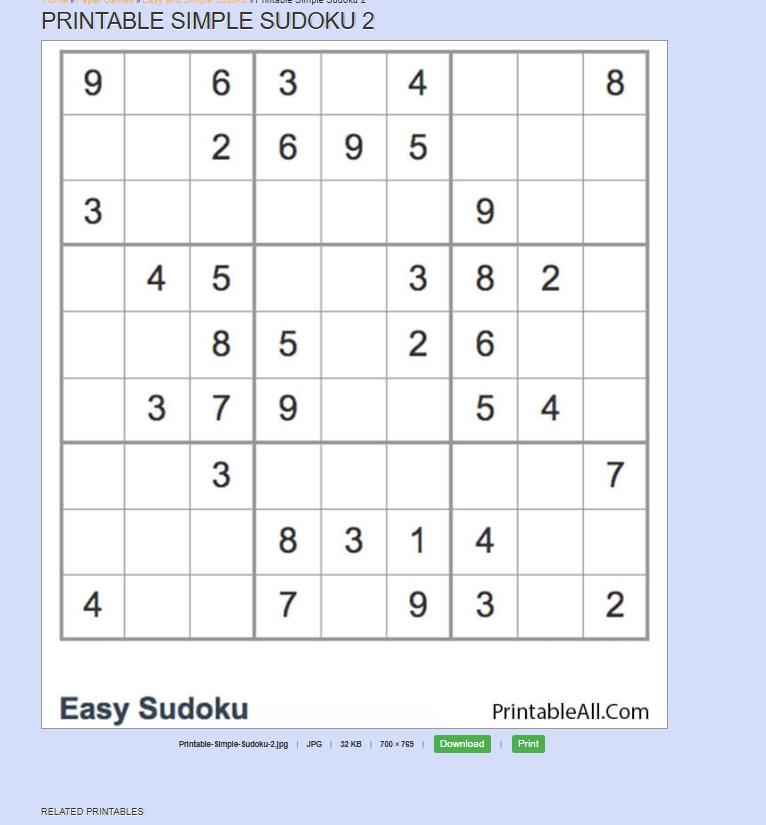 Home » Paper Games » Easy and Simple Sudoku » Printable Simple Sudoku 2
PRINTABLE SIMPLE SUDOKU 2
9 6 3 4 8
2 6 9 5
3 9
4 5 3 8 2
8 5 2 6
3 7 9 5 4
3 7
8 3 1 4
4 7 9 3 2
Easy Sudoku PrintableAll.Com
Printable-Simple-Sudoku-2.jpg | JPG | 32 KB | 700 × 769 | Download | Print
RELATED PRINTABLES